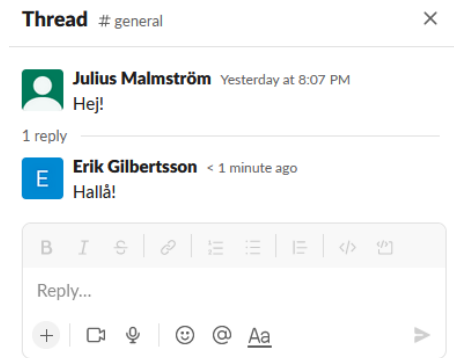 Thread # general
Julius Malmström Yesterday at 8:07 PM
Hej!
1 reply
E
Erik Gilbertsson < 1 minute ago
Hallå!
B I S
Reply...
+ @ Aa